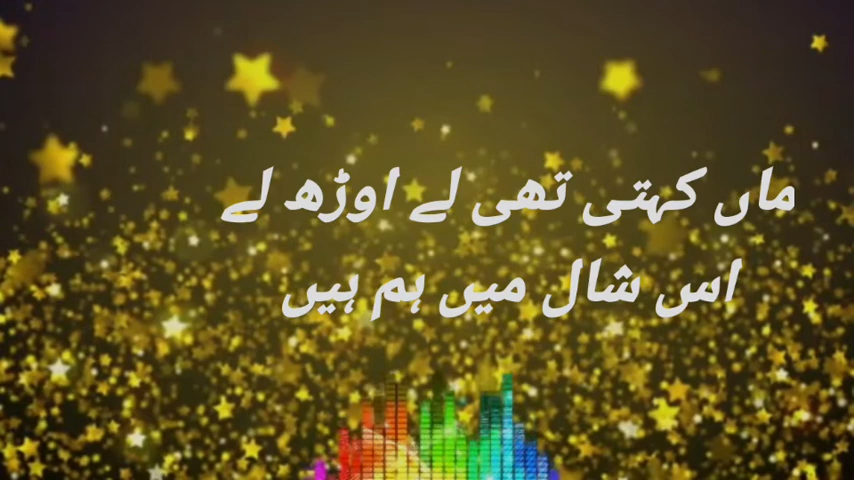 ماں کہتی تھی لے اوڑھ لے
اس شال میں ہم ہیں